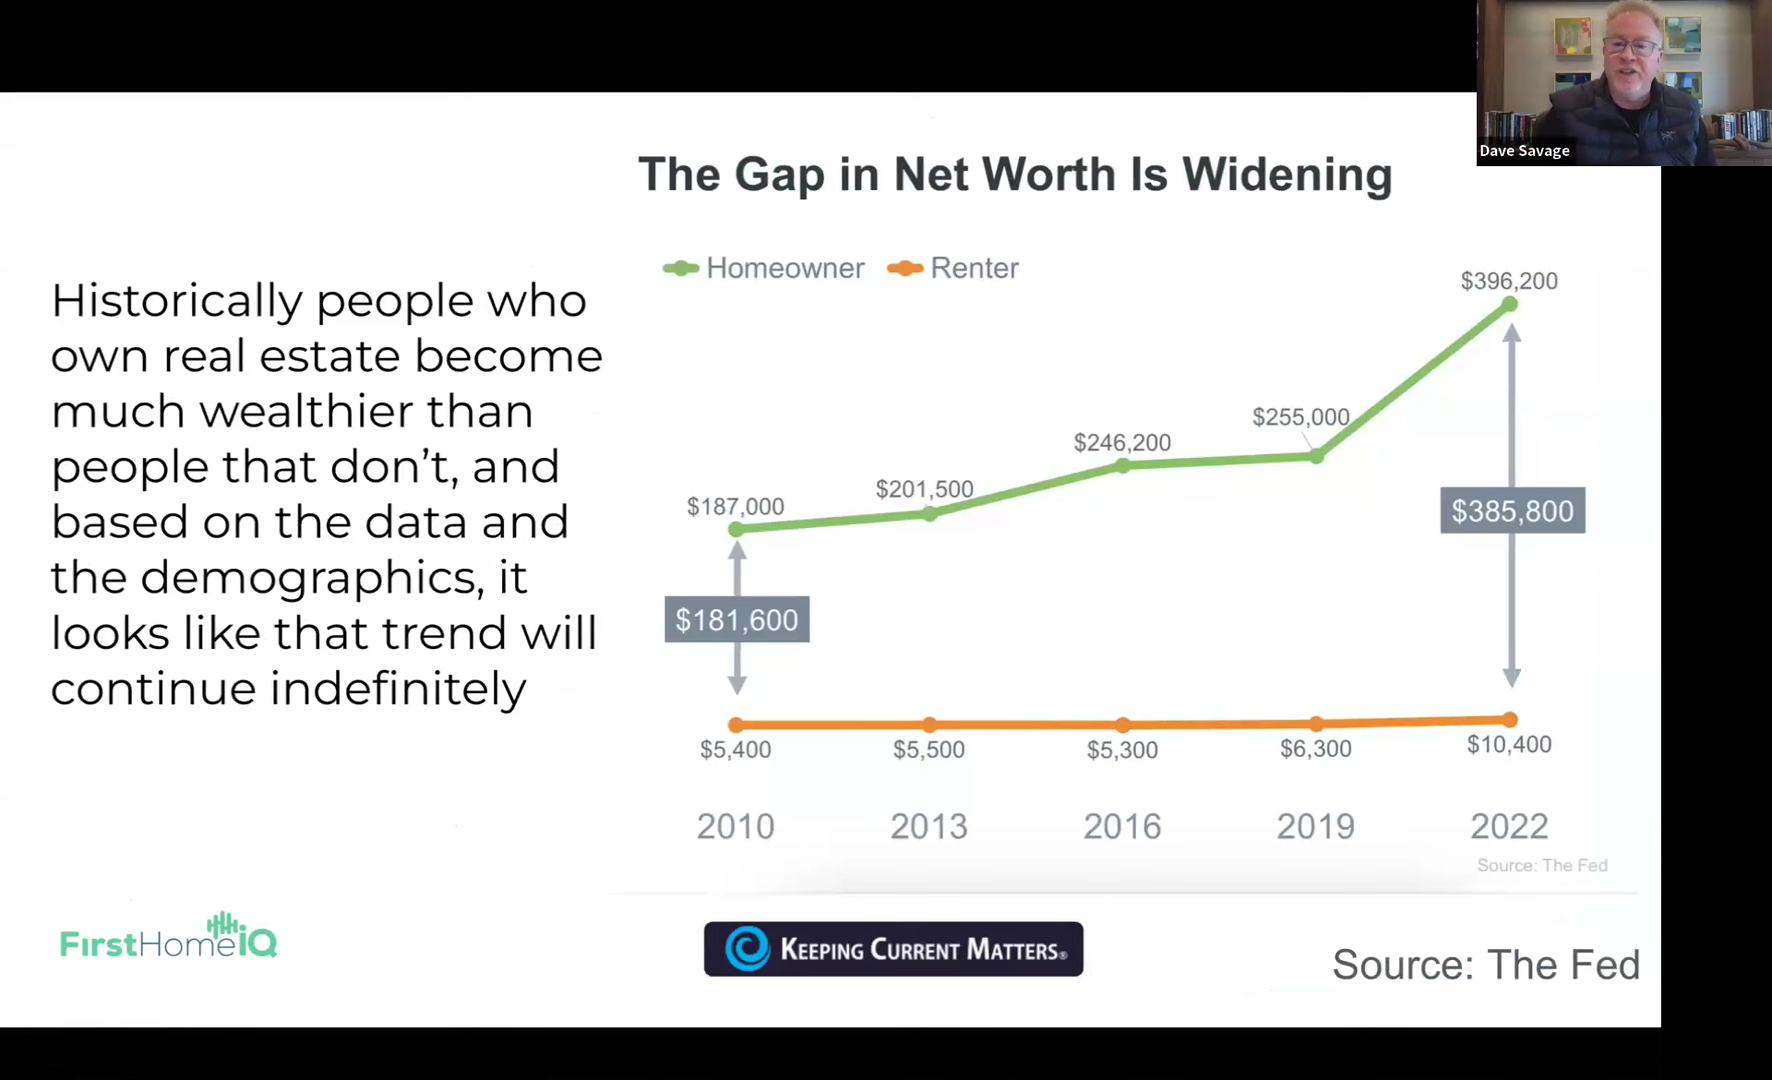 Dave Savage
The Gap in Net Worth Is Widening
Homeowner
Renter
Historically people who
own real estate become
much wealthier than
people that don’t, and
based on the data and
the demographics, it
looks like that trend will
continue indefinitely
$187,000
$201,500
$246,200
$255,000
$396,200
$181,600
$385,800
$5,400
$5,500
$5,300
$6,300
$10,400
2010
2013
2016
2019
2022
Source: The Fed
FirstHomeiQ
KEEPING CURRENT MATTERS®
Source: The Fed